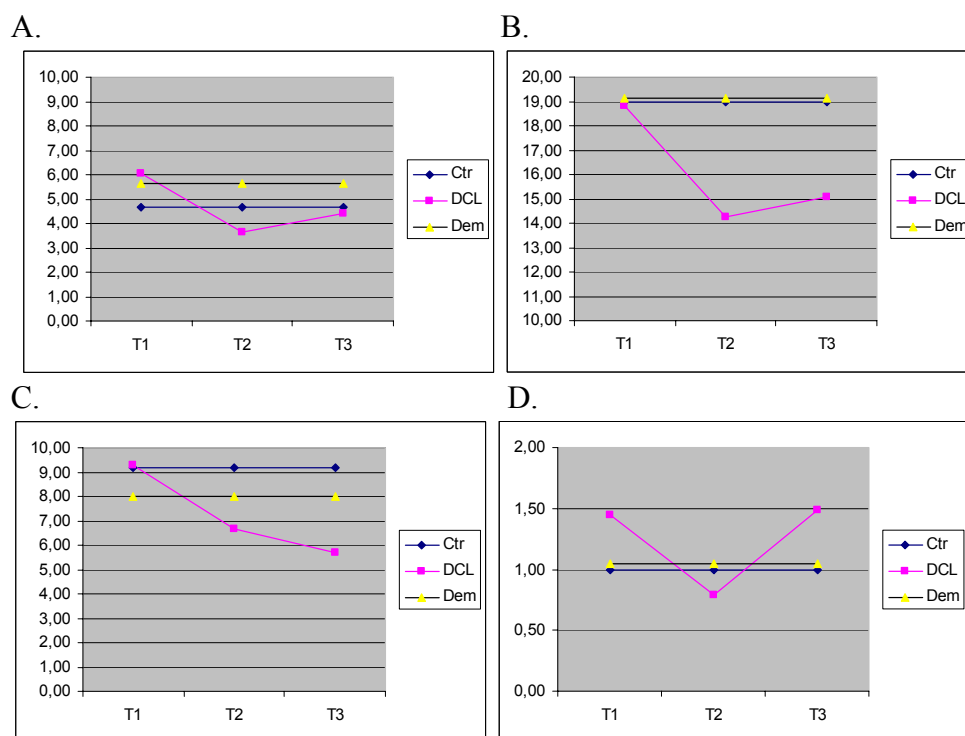 A.
10,00
9,00
8,00
7,00
6,00
5,00
4,00
3,00
2,00
1,00
0,00
T1 T2 T3
Ctr
DCL
Dem
B.
20,00
19,00
18,00
17,00
16,00
15,00
14,00
13,00
12,00
11,00
10,00
T1 T2 T3
Ctr
DCL
Dem
C.
10,00
9,00
8,00
7,00
6,00
5,00
4,00
3,00
2,00
1,00
0,00
T1 T2 T3
Ctr
DCL
Dem
D.
2,00
1,50
1,00
0,50
0,00
T1 T2 T3
Ctr
DCL
Dem